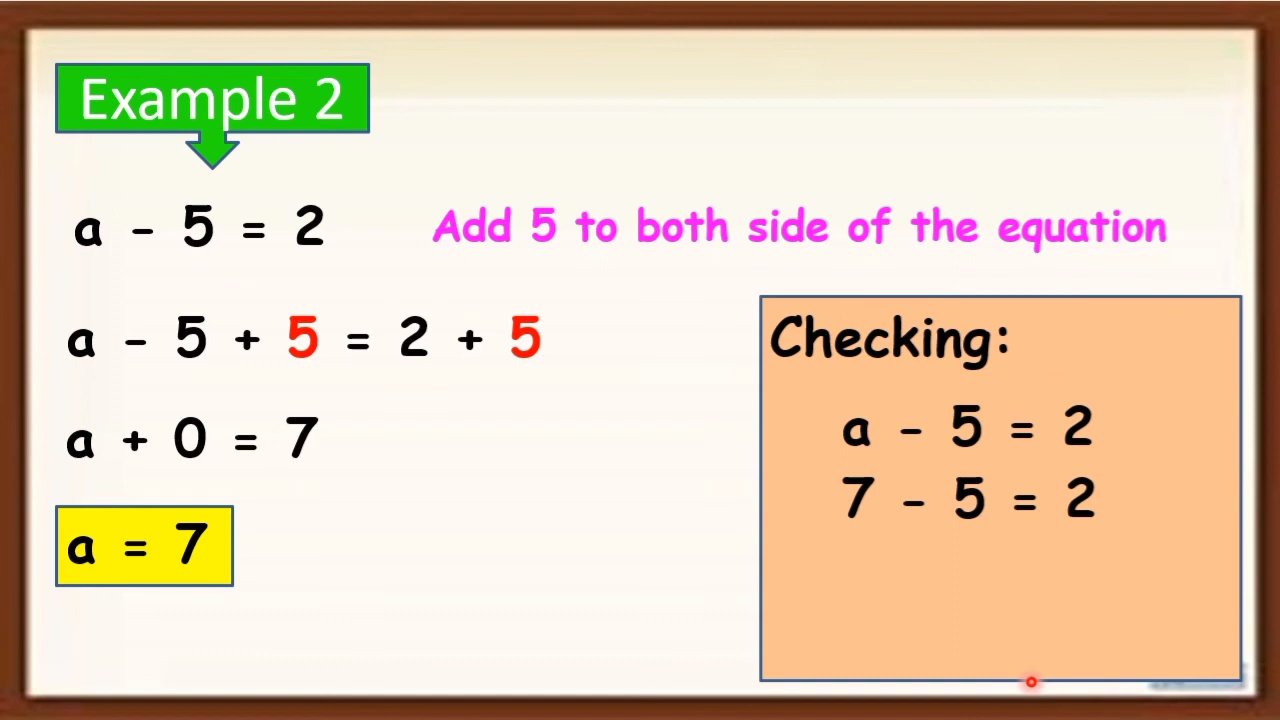 Example 2
a - 5 = 2
Add 5 to both side of the equation
a - 5 + 5 = 2 + 5
a + 0 = 7
a = 7
Checking:
a - 5 = 2
7 - 5 = 2